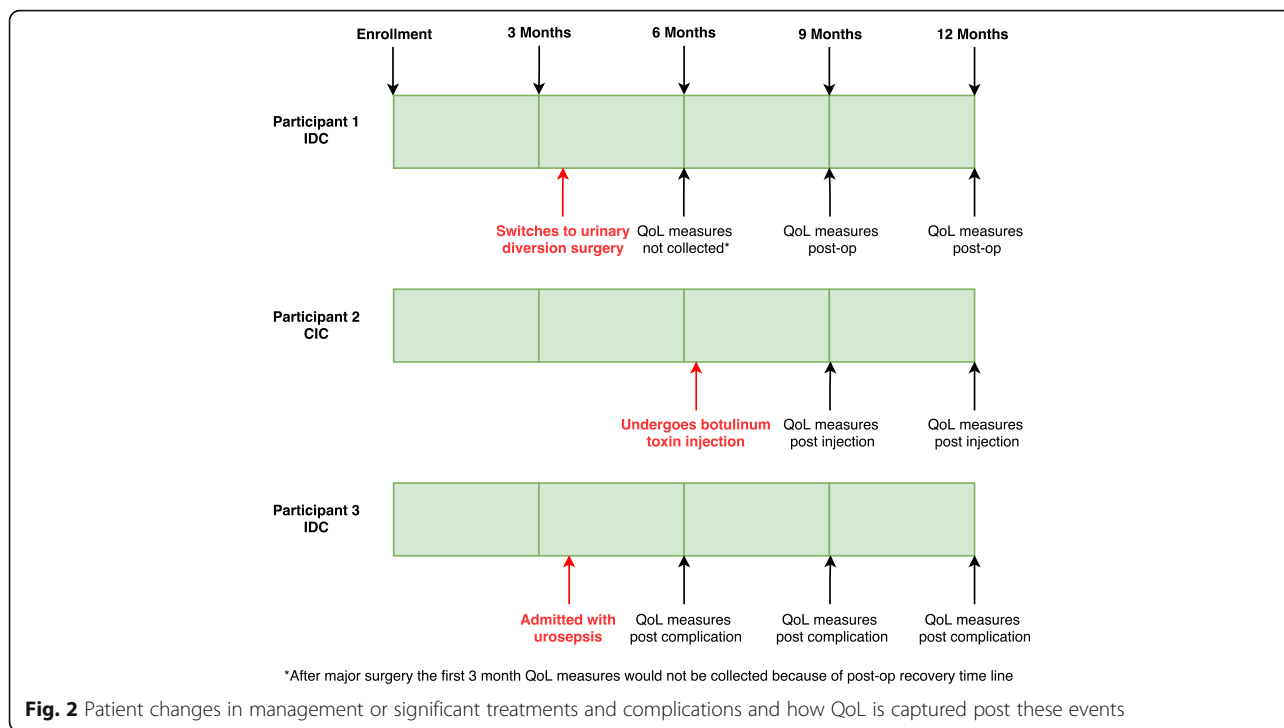 Enrollment 3 Months 6 Months 9 Months 12 Months
Participant 1
IDC
Switches to urinary
diversion surgery
QoL measures
not collected*
QoL measures
post-op
QoL measures
post-op
Participant 2
CIC
Undergoes botulinum
toxin injection
QoL measures
post injection
QoL measures
post injection
Participant 3
IDC
Admitted with
urosepsis
QoL measures
post complication
QoL measures
post complication
QoL measures
post complication
*After major surgery the first 3 month QoL measures would not be collected because of post-op recovery time line
Fig. 2 Patient changes in management or significant treatments and complications and how QoL is captured post these events